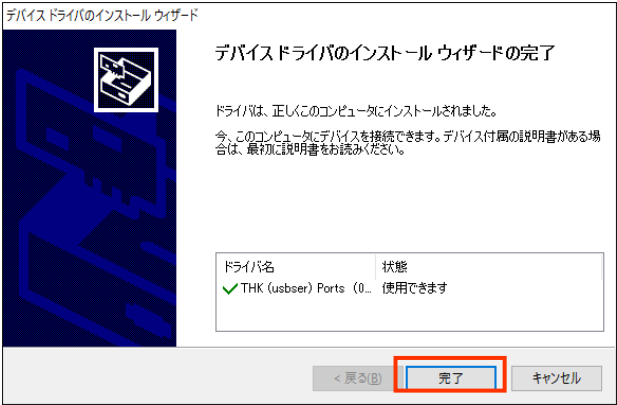 デバイス ドライバのインストール ウィザード
デバイス ドライバのインストール ウィザードの完了
ドライバは、正しくこのコンピュータにインストールされました。
今、このコンピュータにデバイスを接続できます。デバイス付属の説明書がある場
合は、最初に説明書をお読みください。
ドライバ名 状態
THK (usbser) Ports (0... 使用できます
< 戻る(B) 完了 キャンセル